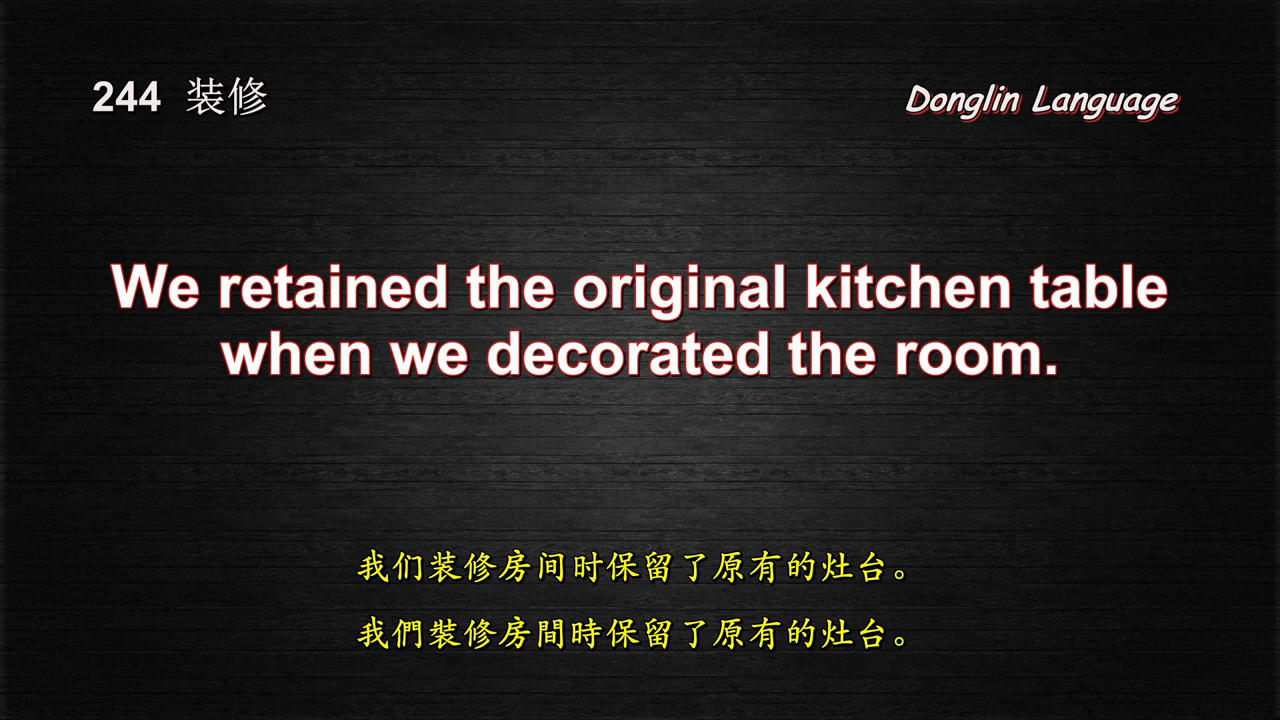 244 装修
Donglin Language
We retained the original kitchen table
when we decorated the room.
我们装修房间时保留了原有的灶台。
我們裝修房間時保留了原有的灶台。